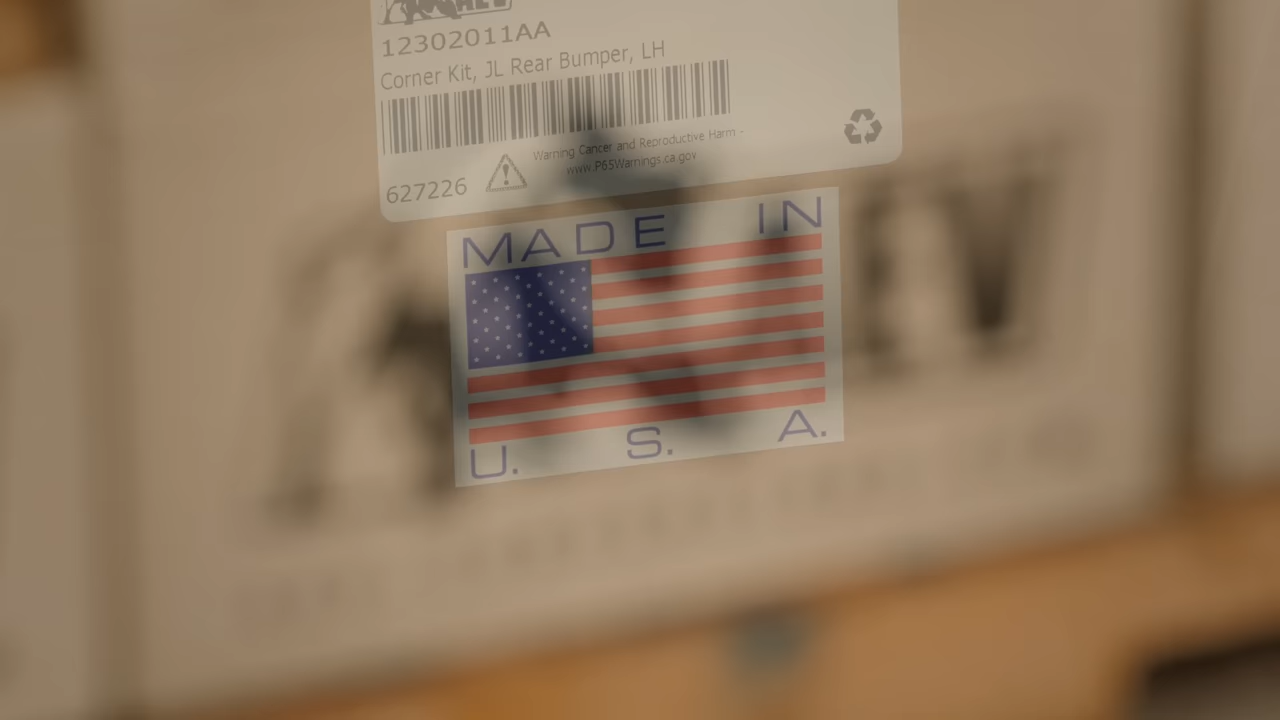 12302011AA
Corner Kit, JL Rear Bumper, LH
Warning Cancer and Reproductive Harm -
www.P65Warnings.ca.gov
627226
MADE IN
U. S. A.
EV